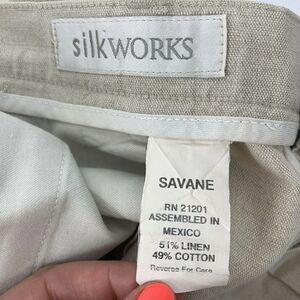 silkWORKS
SAVANE
RN 21201
ASSEMBLED IN
MEXICO
51% LINEN
49% COTTON
Reverse For Care